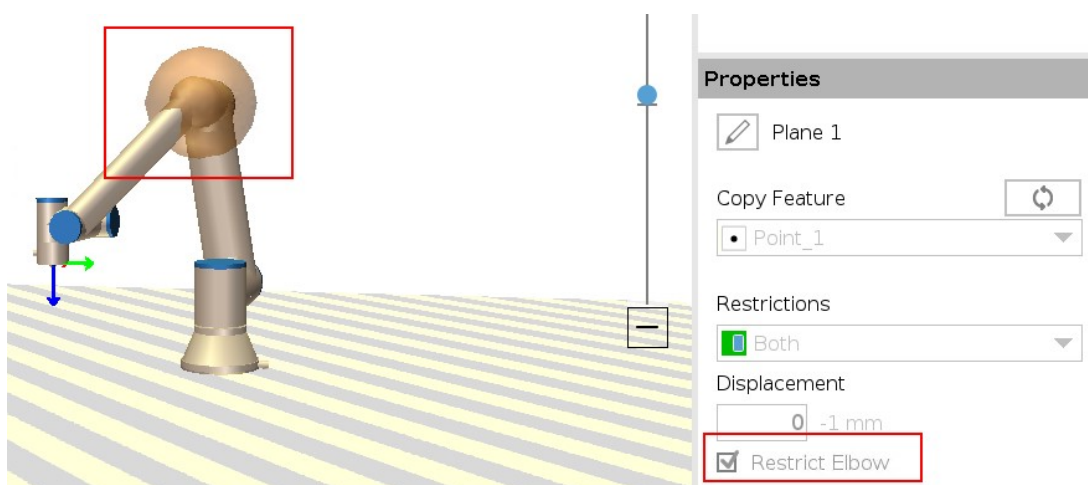 Properties
Plane 1
Copy Feature
Point_1
Restrictions
Both
Displacement
0 -1 mm
Restrict Elbow